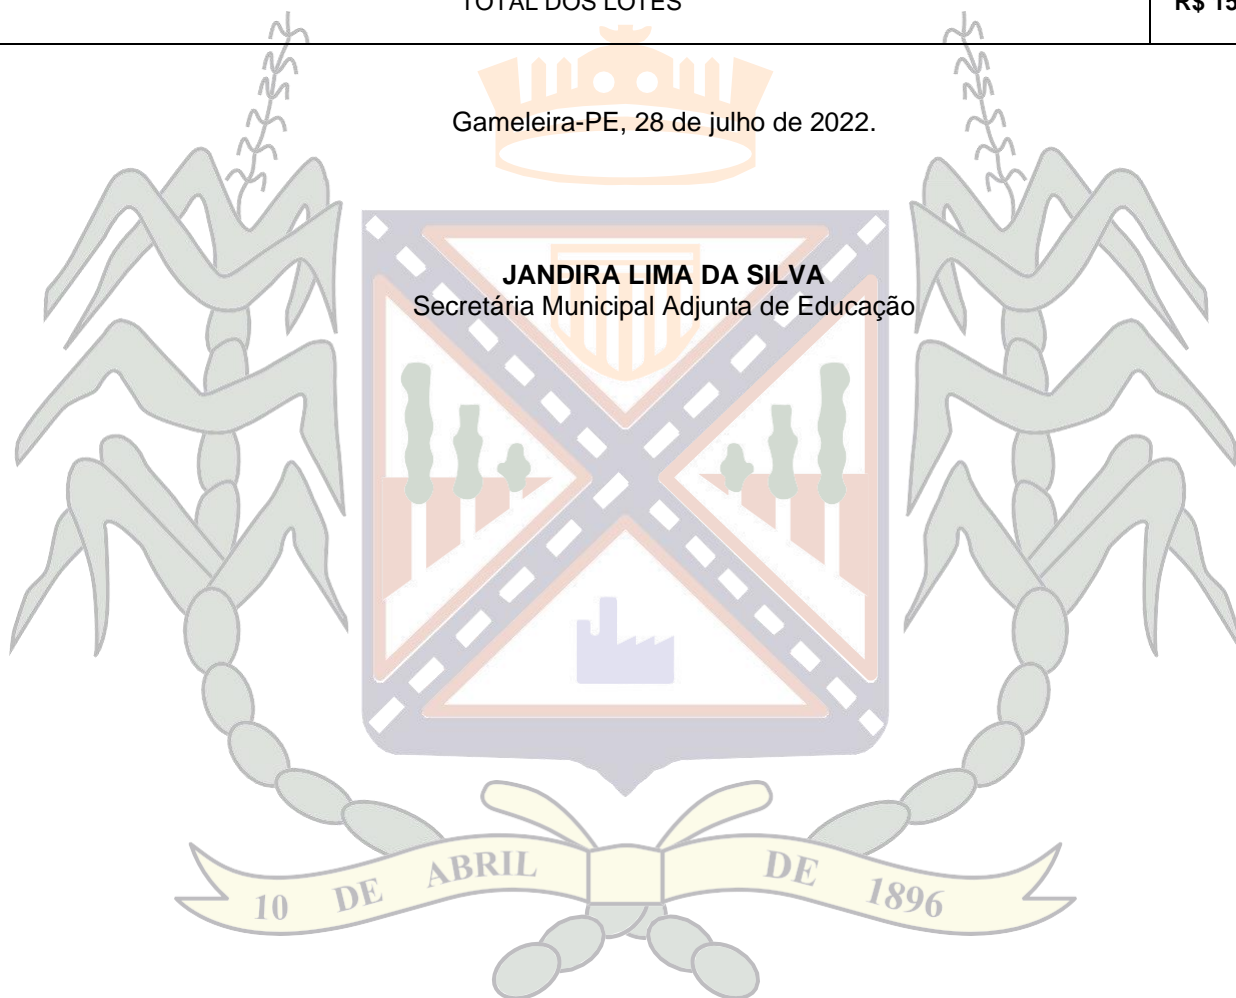 TOTAL DOS LOTES R$ 15
Gameleira-PE, 28 de julho de 2022.
JANDIRA LIMA DA SILVA
Secretária Municipal Adjunta de Educação
10 DE ABRIL DE 1896